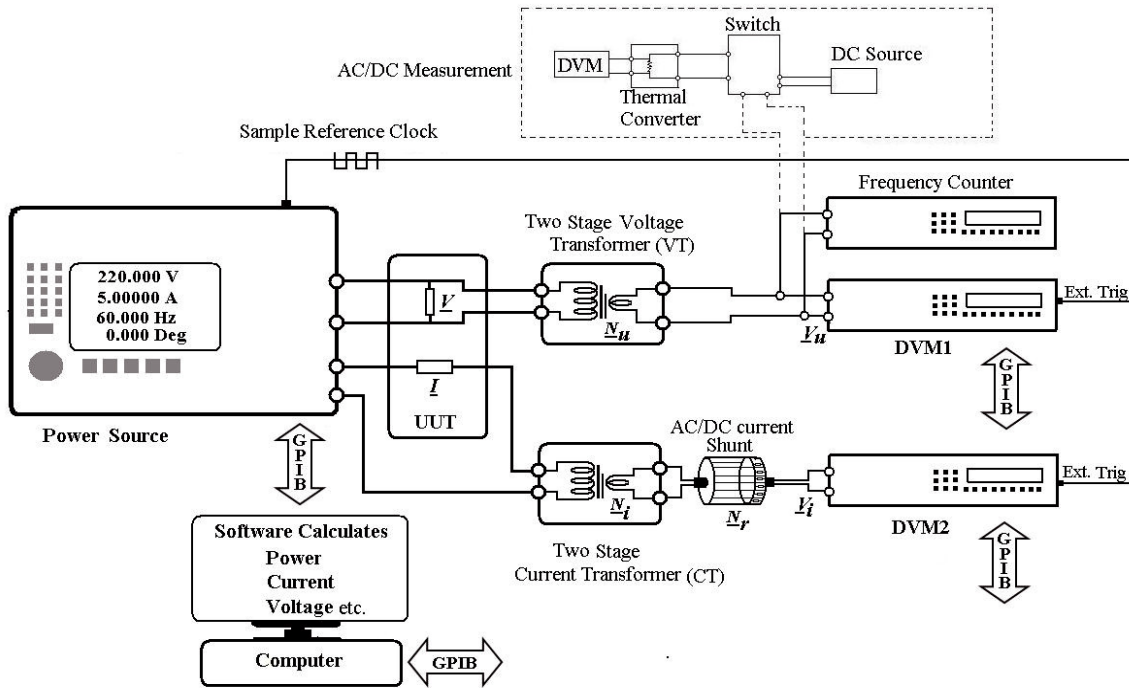 Switch
DC Source
AC/DC Measurement
DVM
Thermal
Converter
Sample Reference Clock
Frequency Counter
Two Stage Voltage
Transformer (VT)
220.000 V
5.00000 A
60.000 Hz
0.000 Deg
V
N_u
V_u
Ext. Trig
DVM1
I
UUT
GPIB
Power Source
GPIB
AC/DC current
Shunt
N_i
N_r
V_i
Ext. Trig
DVM2
Two Stage
Current Transformer (CT)
GPIB
Software Calculates
Power
Current
Voltage etc.
Computer
GPIB